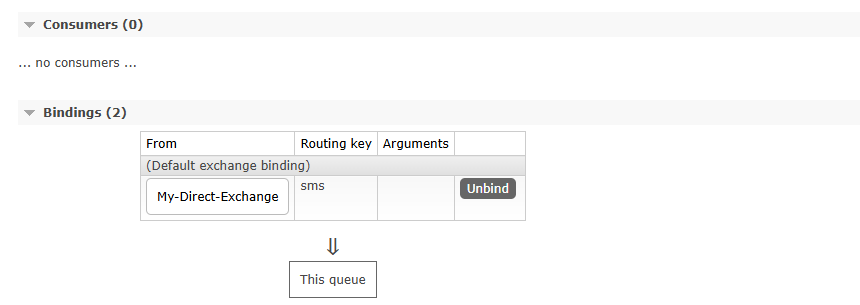 Consumers (0)
... no consumers ...
Bindings (2)
From Routing key Arguments
(Default exchange binding)
My-Direct-Exchange sms Unbind
⇓
This queue